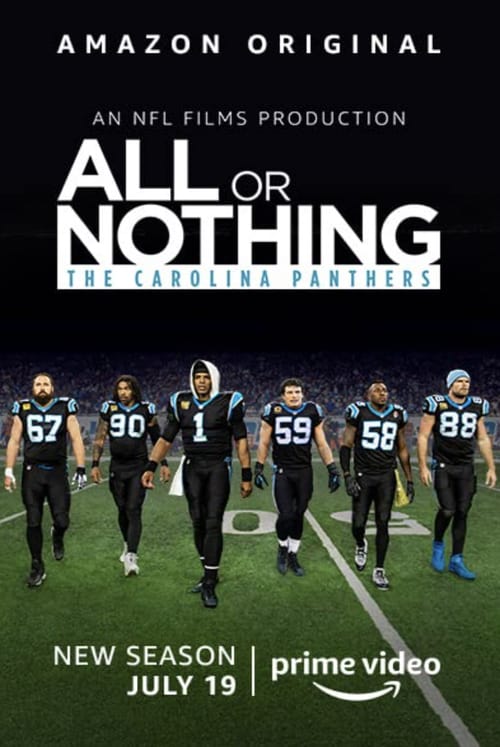 AMAZON ORIGINAL
AN NFL FILMS PRODUCTION
ALL OR
NOTHING
THE CAROLINA PANTHERS
67 90 1 59 58 88
50
NEW SEASON
JULY 19
prime video